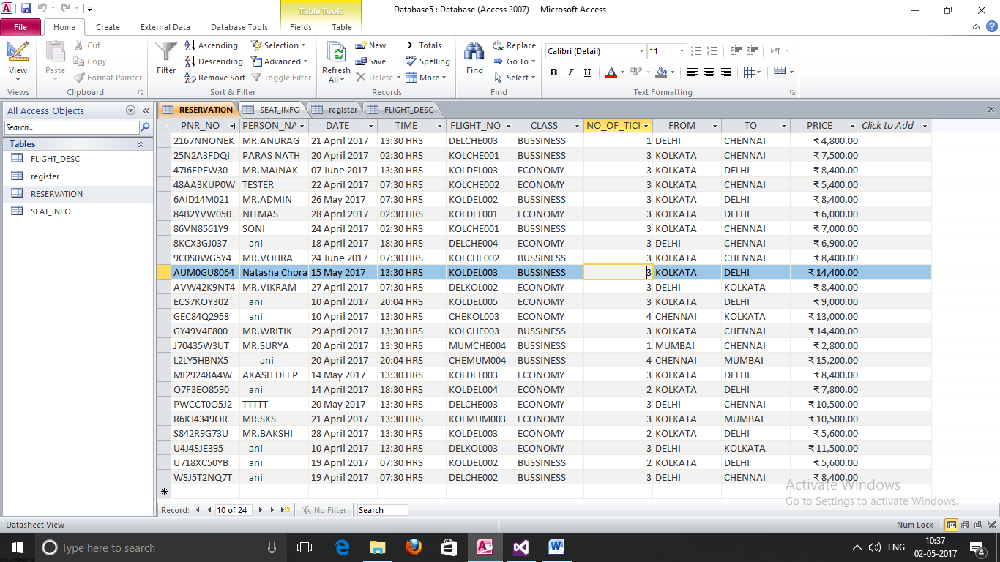 Table Tools
Database5 : Database (Access 2007) - Microsoft Access
File Home Create External Data Database Tools Fields Table
View
Views
Paste
Cut
Copy
Format Painter
Clipboard
Filter
Ascending
Descending
Remove Sort
Selection
Advanced
Toggle Filter
Sort & Filter
Refresh All
New
Save
Delete
Totals
Spelling
More
Records
Find
Replace
Go To
Select
Find
Calibri (Detail) 11
B I U A ab
Text Formatting
All Access Objects
Search...
Tables
FLIGHT_DESC
register
RESERVATION
SEAT_INFO
RESERVATION SEAT_INFO register FLIGHT_DESC
PNR_NO PERSON_NA DATE TIME FLIGHT_NO CLASS NO_OF_TICI FROM TO PRICE Click to Add
2167NNONEK MR.ANURAG 21 April 2017 13:30 HRS DELCHE003 BUSSINESS 1 DELHI CHENNAI ₹ 4,800.00
25N2A3FDQI PARAS NATH 20 April 2017 02:30 HRS KOLCHE001 BUSSINESS 3 KOLKATA CHENNAI ₹ 7,500.00
47I6FPEW30 MR.MAINAK 07 June 2017 13:30 HRS KOLDEL003 ECONOMY 3 KOLKATA DELHI ₹ 8,400.00
48AA3KUP0W TESTER 22 April 2017 07:30 HRS KOLCHE002 ECONOMY 3 KOLKATA CHENNAI ₹ 5,400.00
6AID14M021 MR.ADMIN 26 May 2017 07:30 HRS KOLDEL002 BUSSINESS 3 KOLKATA DELHI ₹ 8,400.00
84B2YVW050 NITMAS 28 April 2017 02:30 HRS KOLDEL001 ECONOMY 3 KOLKATA DELHI ₹ 6,000.00
86VN8561Y9 SONI 24 April 2017 02:30 HRS KOLCHE001 BUSSINESS 3 KOLKATA CHENNAI ₹ 7,000.00
8KCX3GJ037 ani 18 April 2017 18:30 HRS DELCHE004 ECONOMY 3 DELHI CHENNAI ₹ 6,900.00
9C0S0WG5Y4 MR.VOHRA 24 June 2017 07:30 HRS KOLCHE002 BUSSINESS 3 KOLKATA CHENNAI ₹ 8,400.00
AUM0GU8064 Natasha Chora 15 May 2017 13:30 HRS KOLDEL003 BUSSINESS 3 KOLKATA DELHI ₹ 14,400.00
AVW42K9NT4 MR.VIKRAM 27 April 2017 07:30 HRS DELKOL002 ECONOMY 3 DELHI KOLKATA ₹ 8,400.00
ECS7KOY302 ani 10 April 2017 20:04 HRS KOLDEL005 ECONOMY 3 KOLKATA DELHI ₹ 9,000.00
GEC84Q2958 ani 10 April 2017 13:30 HRS CHEKOL003 ECONOMY 4 CHENNAI KOLKATA ₹ 13,000.00
GY49V4E800 MR.WRITIK 29 April 2017 13:30 HRS KOLCHE003 BUSSINESS 3 KOLKATA CHENNAI ₹ 14,400.00
J70435W3UT MR.SURYA 20 April 2017 13:30 HRS MUMCHE004 BUSSINESS 1 MUMBAI CHENNAI ₹ 2,800.00
L2LY5HBNX5 ani 20 April 2017 20:04 HRS CHEMUM004 BUSSINESS 4 CHENNAI MUMBAI ₹ 15,200.00
MI29248A4W AKASH DEEP 14 May 2017 13:30 HRS KOLDEL003 ECONOMY 3 KOLKATA DELHI ₹ 8,400.00
O7F3EO8590 ani 14 April 2017 18:30 HRS KOLDEL004 ECONOMY 2 KOLKATA DELHI ₹ 7,800.00
PWCCT0O5J2 TTTTT 20 May 2017 13:30 HRS DELCHE003 ECONOMY 3 DELHI CHENNAI ₹ 10,500.00
R6KJ4349OR MR.SKS 21 April 2017 13:30 HRS KOLMUM003 ECONOMY 3 KOLKATA MUMBAI ₹ 10,500.00
S842R9G73U MR.BAKSHI 28 April 2017 13:30 HRS KOLDEL003 ECONOMY 2 KOLKATA DELHI ₹ 5,600.00
U4J4SJE395 ani 10 April 2017 13:30 HRS DELKOL003 ECONOMY 3 DELHI KOLKATA ₹ 11,500.00
U718XC50YB ani 19 April 2017 07:30 HRS KOLDEL002 BUSSINESS 2 KOLKATA DELHI ₹ 5,600.00
WSJ5T2NQ7T ani 19 April 2017 07:30 HRS DELCHE002 BUSSINESS 3 DELHI CHENNAI ₹ 8,400.00
Activate Windows
Go to Settings to activate Windows.
Record: 10 of 24 No Filter Search
Datasheet View Num Lock
Type here to search
ENG
10:37
02-05-2017
4